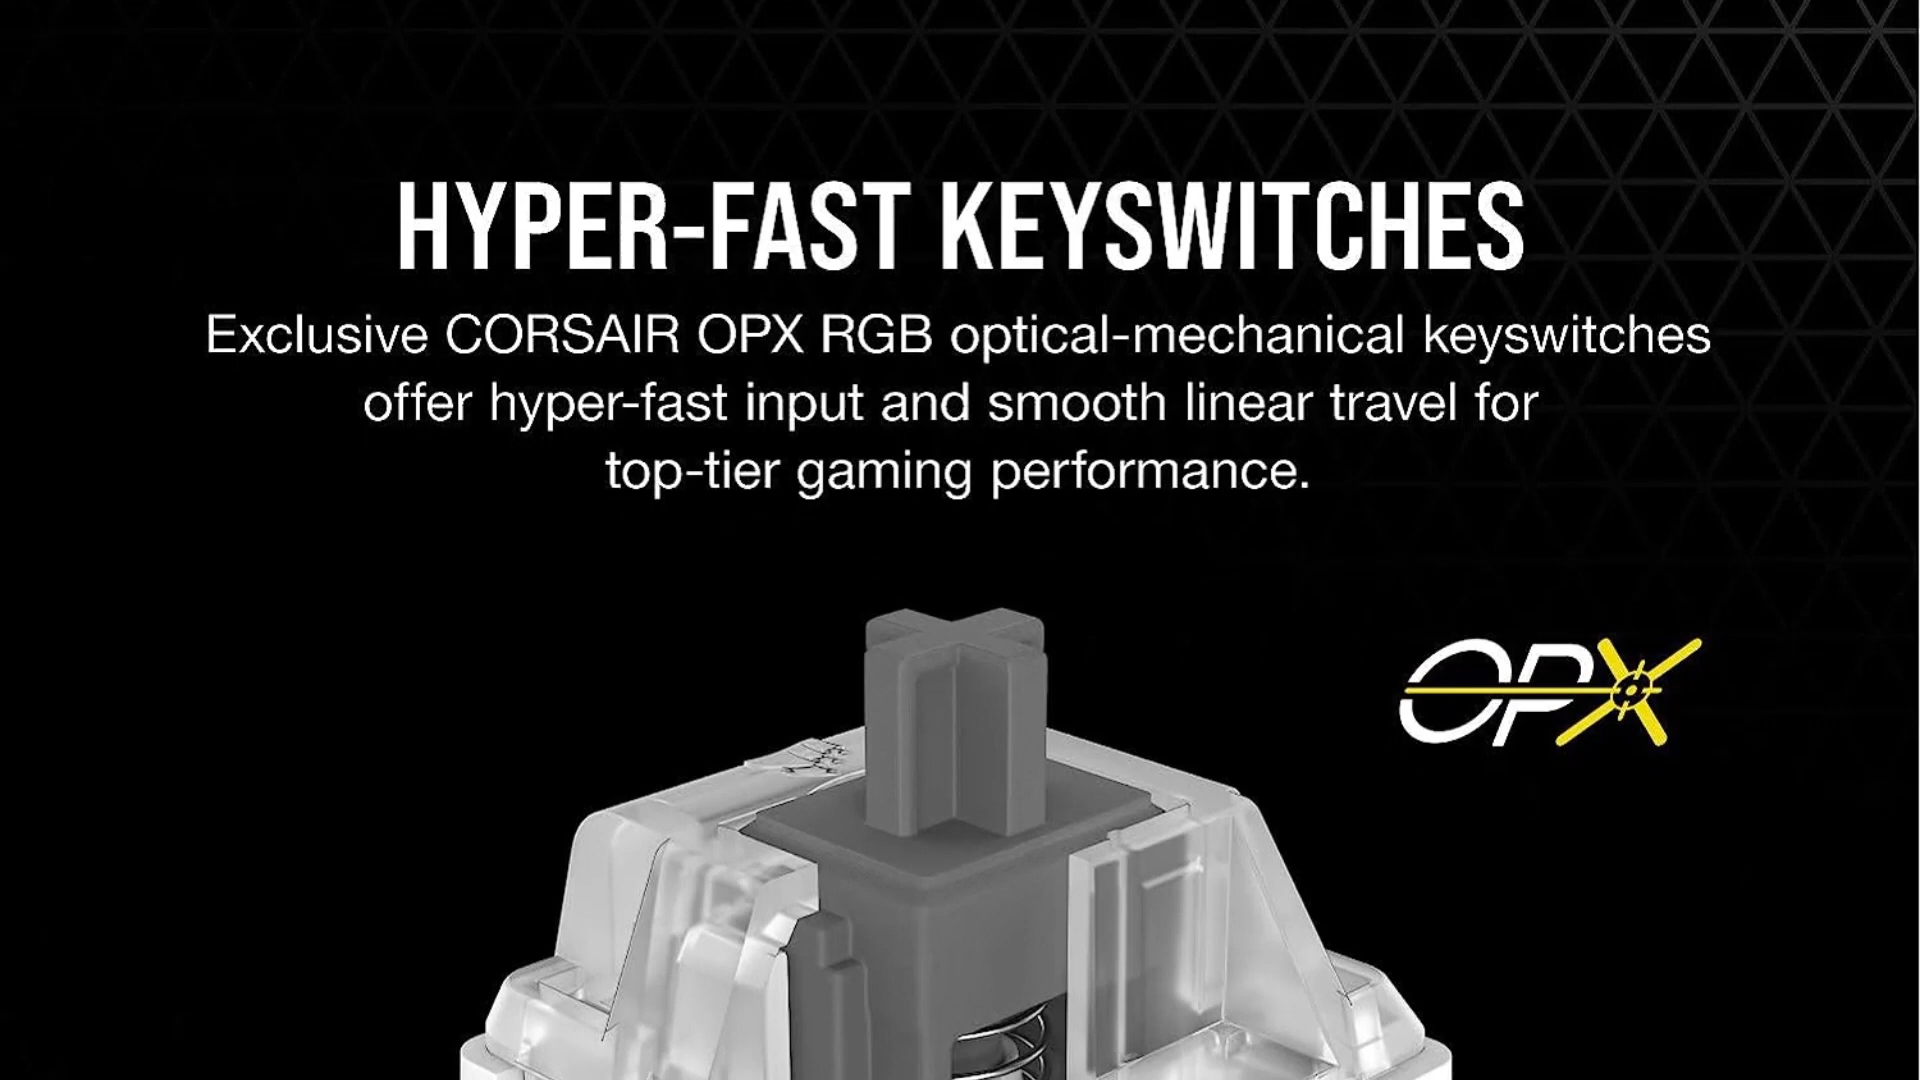 HYPER-FAST KEYSWITCHES
Exclusive CORSAIR OPX RGB optical-mechanical keyswitches
offer hyper-fast input and smooth linear travel for
top-tier gaming performance.
OPX